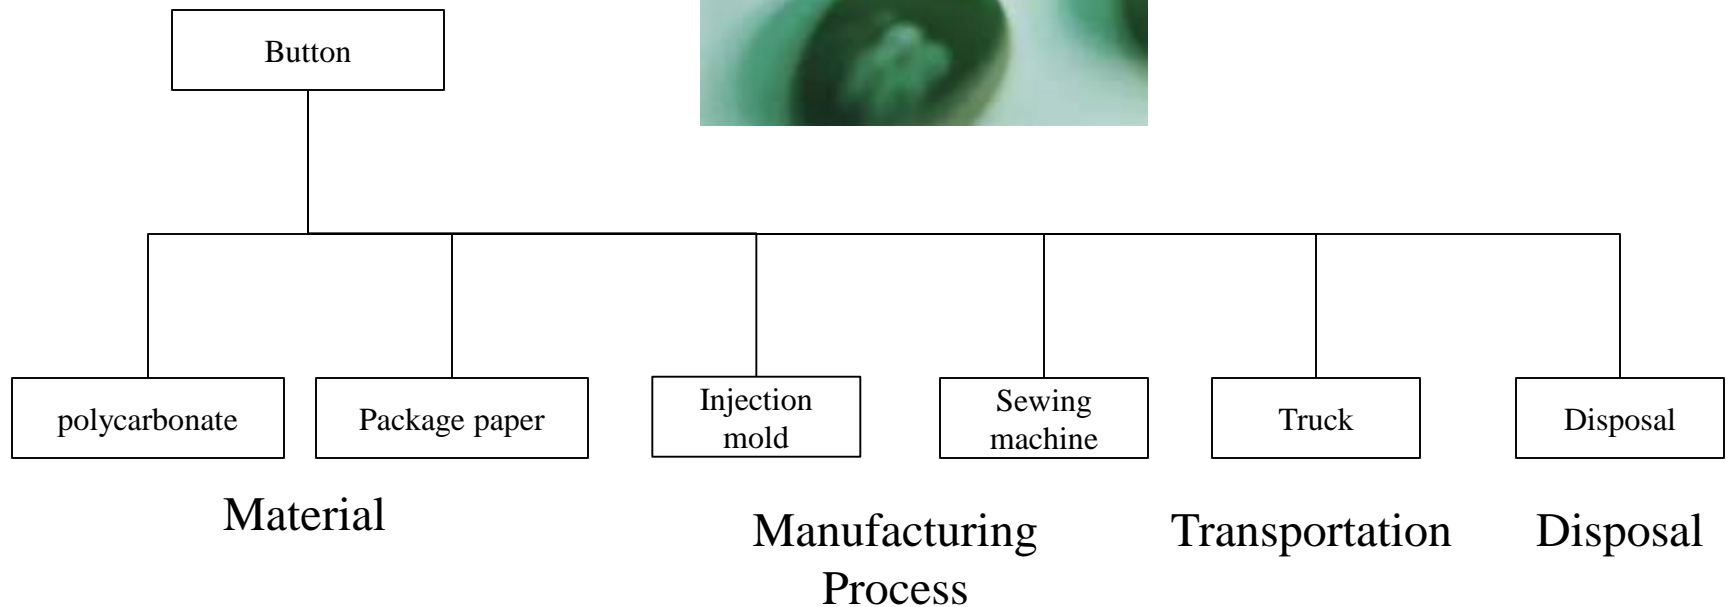 Button
polycarbonate
Package paper
Injection
mold
Sewing
machine
Truck
Disposal
Material
Manufacturing
Process
Transportation
Disposal